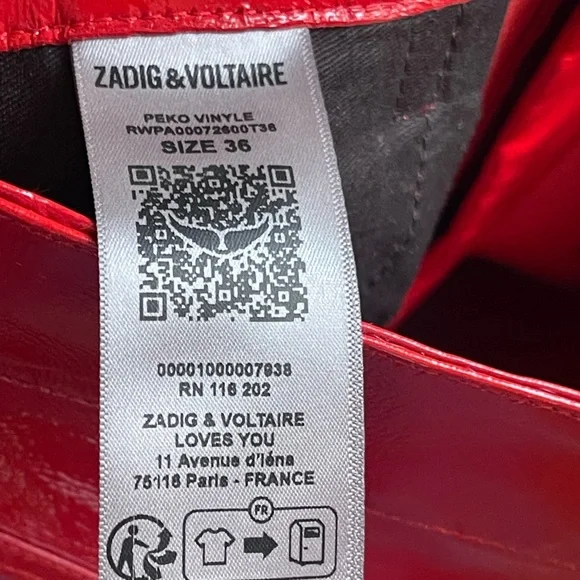 ZADIG & VOLTAIRE
PEKO VINYLE
RWPA00072600T36
SIZE 36
00001000007938
RN 116 202
ZADIG & VOLTAIRE
LOVES YOU
11 Avenue d'Iéna
75116 Paris - FRANCE
FR